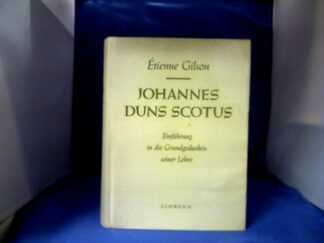 Étienne Gilson
JOHANNES
DUNS SCOTUS
Einführung
in die Grundgedanken
seiner Lehre
SCHWANN